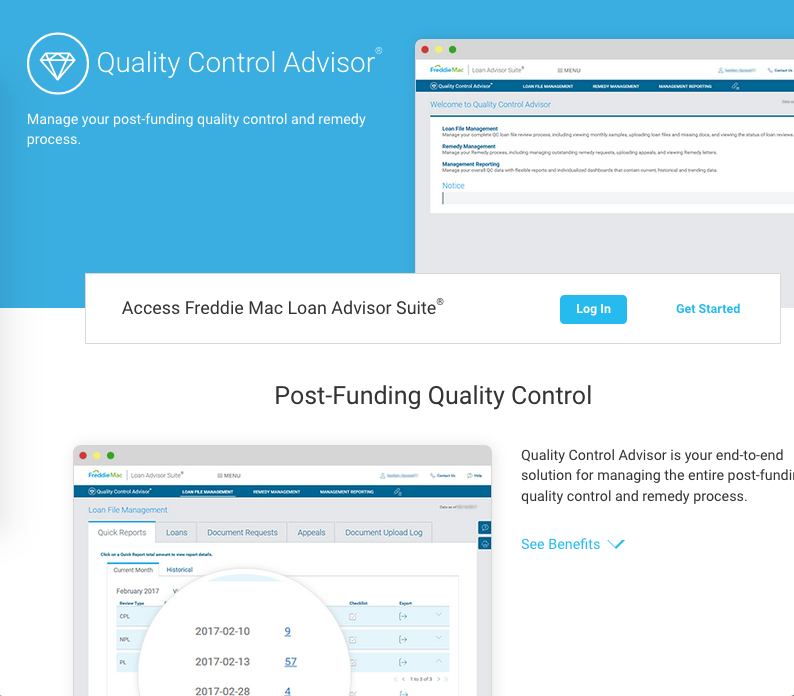 Quality Control Advisor®
Manage your post-funding quality control and remedy
process.
Freddie Mac Loan Advisor Suite®
MENU
Contact Us
Quality Control Advisor®
LOAN FILE MANAGEMENT
REMEDY MANAGEMENT
MANAGEMENT REPORTING
Welcome to Quality Control Advisor
Loan File Management
Manage your complete QC loan file review process, including viewing monthly samples, uploading loan files and missing docs, and viewing the status of loan reviews.
Remedy Management
Manage your Remedy process, including managing outstanding remedy requests, uploading appeals, and viewing Remedy letters.
Management Reporting
Manage your overall QC data with flexible reports and individualized dashboards that contain current, historical and trending data.
Notice
Access Freddie Mac Loan Advisor Suite®
Log In
Get Started
Post-Funding Quality Control
Freddie Mac Loan Advisor Suite®
MENU
Contact Us
Help
Quality Control Advisor®
LOAN FILE MANAGEMENT
REMEDY MANAGEMENT
MANAGEMENT REPORTING
Loan File Management
Data as of
Quick Reports
Loans
Document Requests
Appeals
Document Upload Log
Click on a Quick Report total amount to view report details.
Current Month
Historical
February 2017
Review Type
Checklist
Export
CPL
NPL
PL
2017-02-10 9
2017-02-13 57
2017-02-28 4
1 to 3 of 3
Quality Control Advisor is your end-to-end
solution for managing the entire post-fundi
quality control and remedy process.
See Benefits